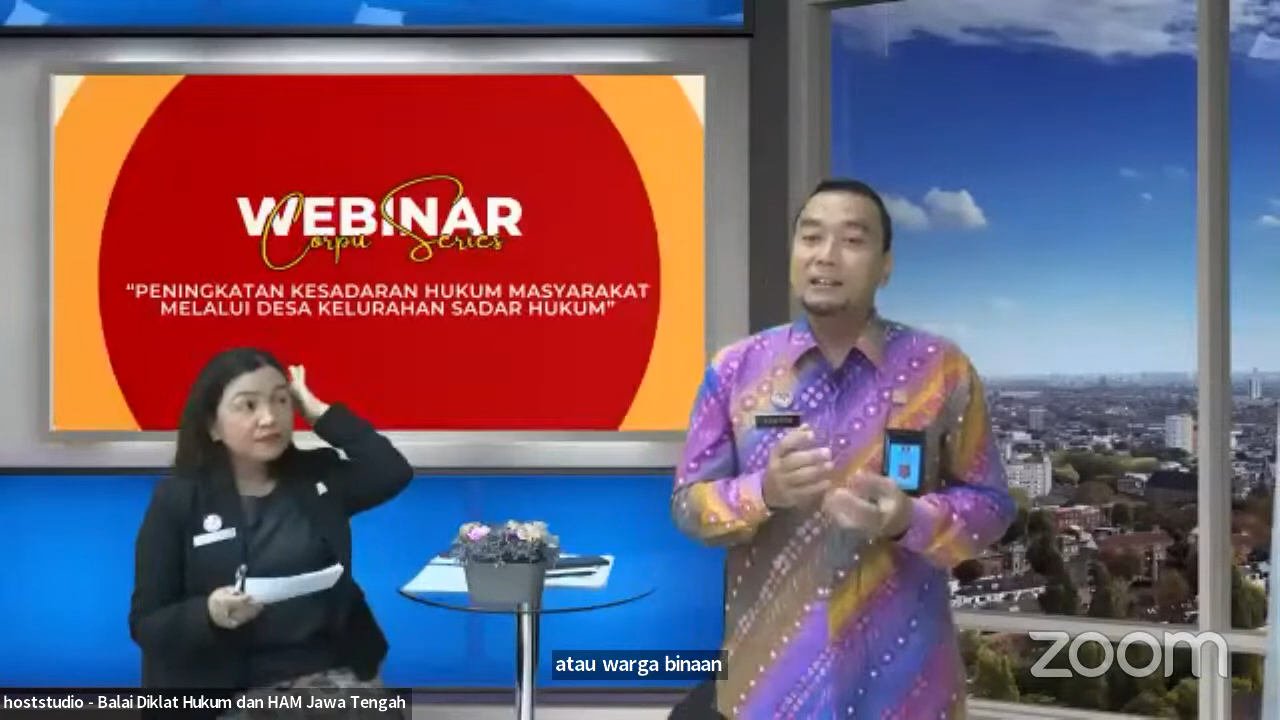 WEBINAR
Corpu Series
“PENINGKATAN KESADARAN HUKUM MASYARAKAT
MELALUI DESA KELURAHAN SADAR HUKUM”
atau warga binaan
zoom
hoststudio - Balai Diklat Hukum dan HAM Jawa Tengah